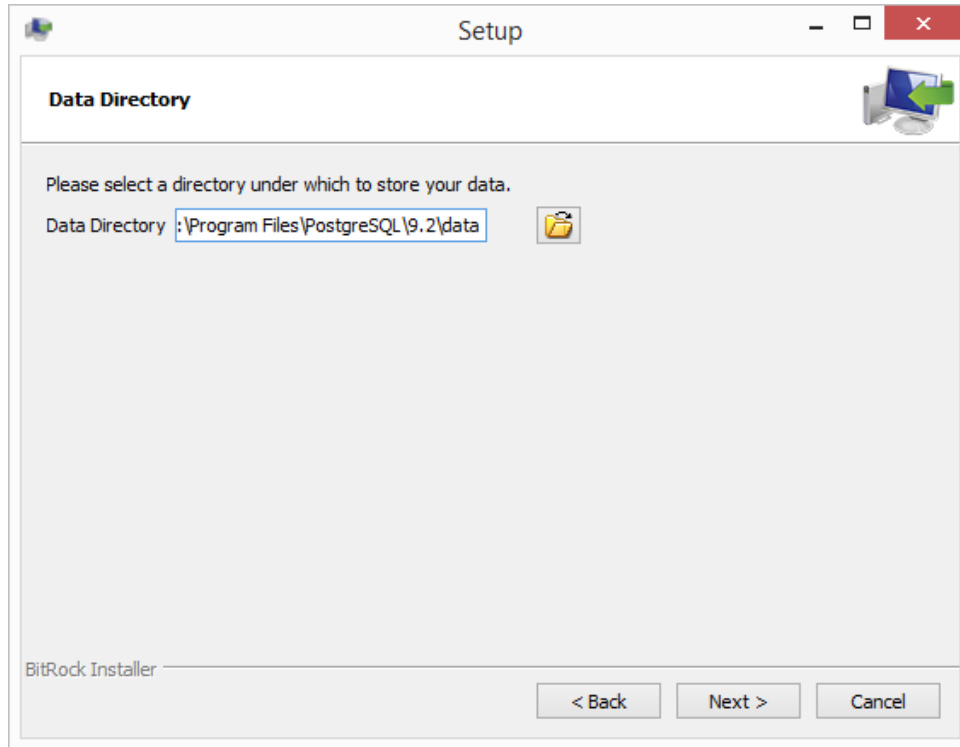 Setup
Data Directory
Please select a directory under which to store your data.
Data Directory :\Program Files\PostgreSQL\9.2\data
BitRock Installer
< Back Next > Cancel